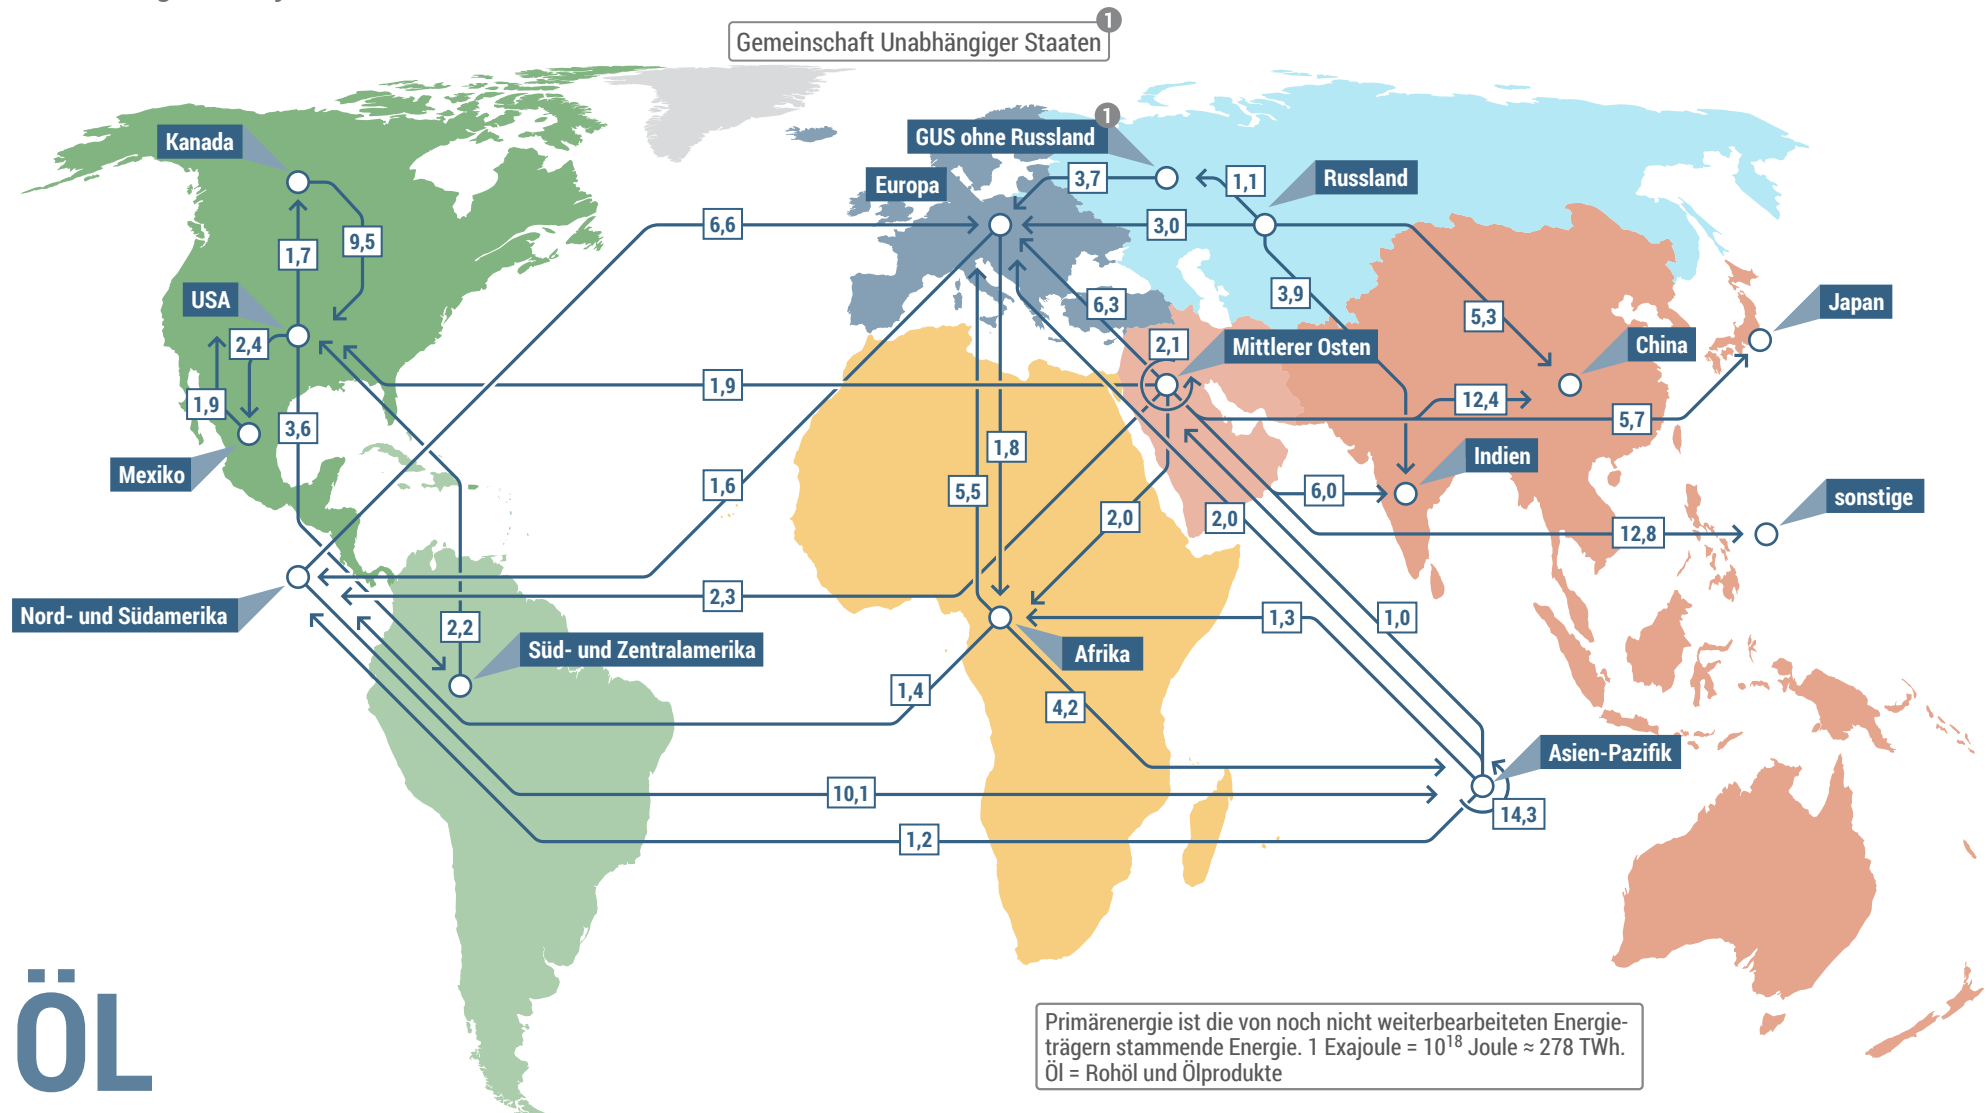 Gemeinschaft Unabhängiger Staaten
1
Kanada
GUS ohne Russland
1
Europa
3,7
1,1
Russland
6,6
3,0
1,7
9,5
USA
3,9
6,3
5,3
Japan
2,4
2,1
Mittlerer Osten
China
1,9
1,9
12,4
5,7
3,6
1,8
Mexiko
Indien
1,6
5,5
6,0
sonstige
2,0
2,0
12,8
2,3
Nord- und Südamerika
2,2
1,3
1,0
Süd- und Zentralamerika
Afrika
1,4
4,2
Asien-Pazifik
10,1
14,3
1,2
ÖL
Primärenergie ist die von noch nicht weiterbearbeiteten Energie-
trägern stammende Energie. 1 Exajoule = 10¹⁸ Joule ≈ 278 TWh.
Öl = Rohöl und Ölprodukte